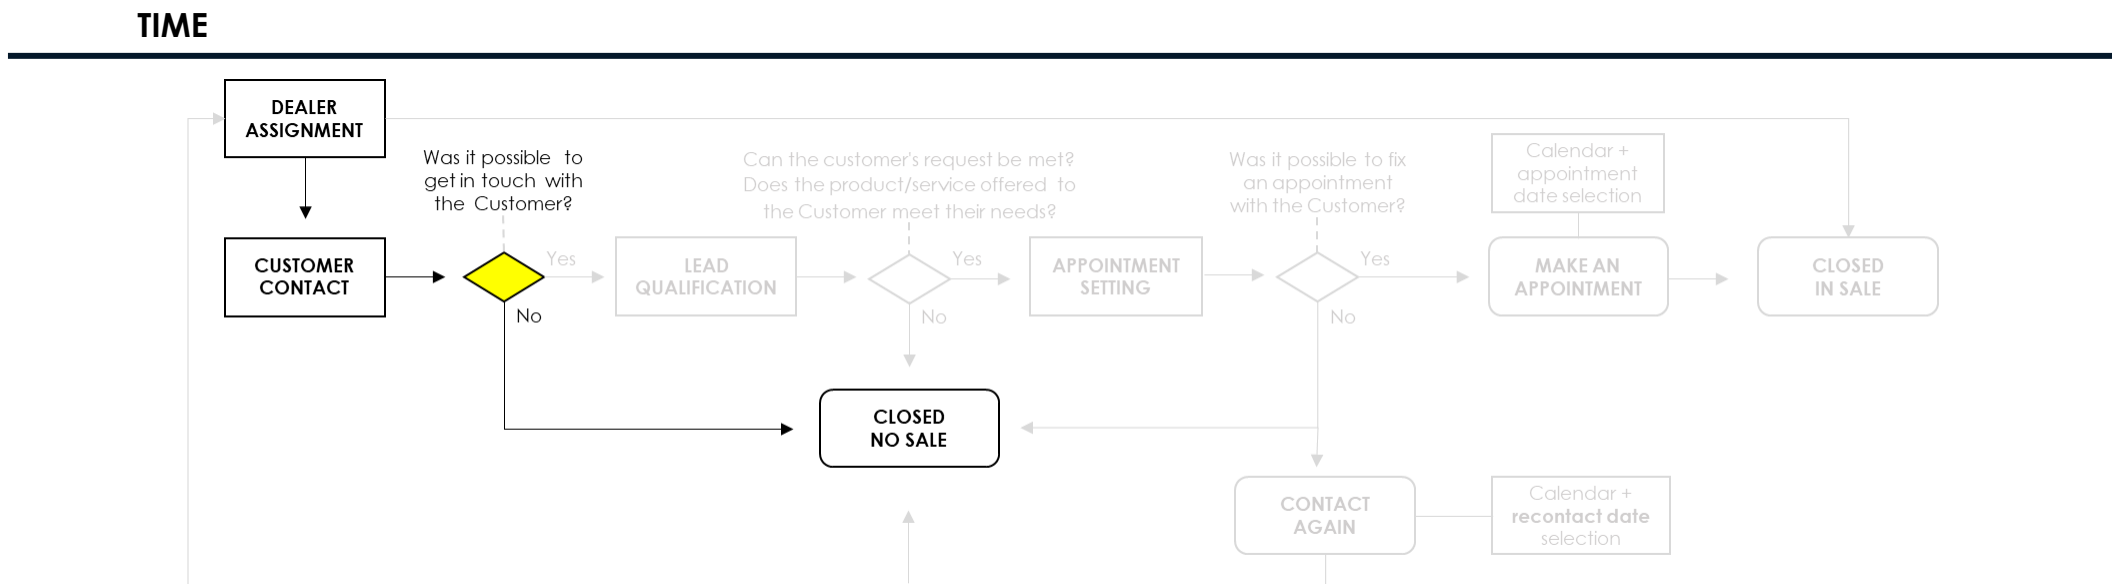 TIME
DEALER
ASSIGNMENT
Was it possible to
get in touch with
the Customer?
Can the customer's request be met?
Does the product/service offered to
the Customer meet their needs?
Was it possible to fix
an appointment
with the Customer?
Calendar +
appointment
date selection
CUSTOMER
CONTACT
Yes
No
LEAD
QUALIFICATION
Yes
No
APPOINTMENT
SETTING
Yes
No
MAKE AN
APPOINTMENT
CLOSED
IN SALE
CLOSED
NO SALE
CONTACT
AGAIN
Calendar +
recontact date
selection